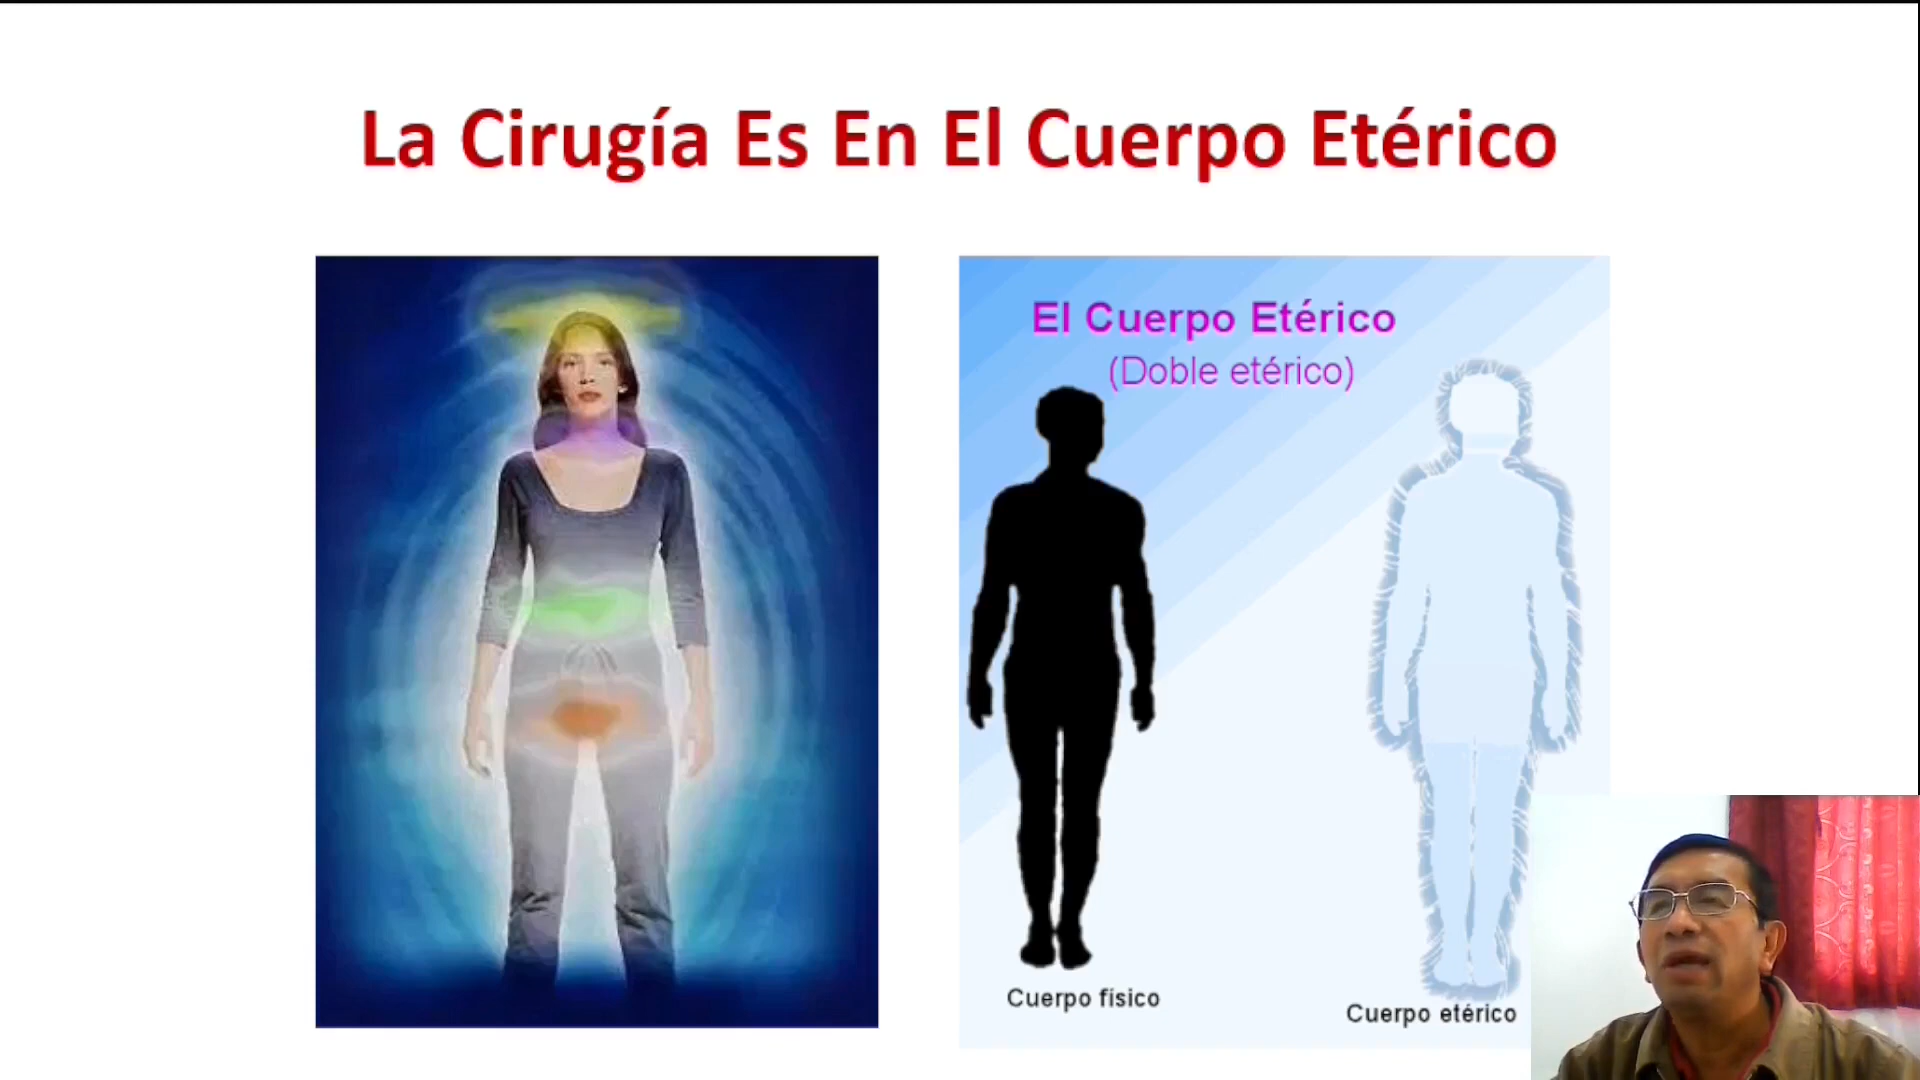 La Cirugía Es En El Cuerpo Etérico
El Cuerpo Etérico
(Doble etérico)
Cuerpo físico
Cuerpo etérico